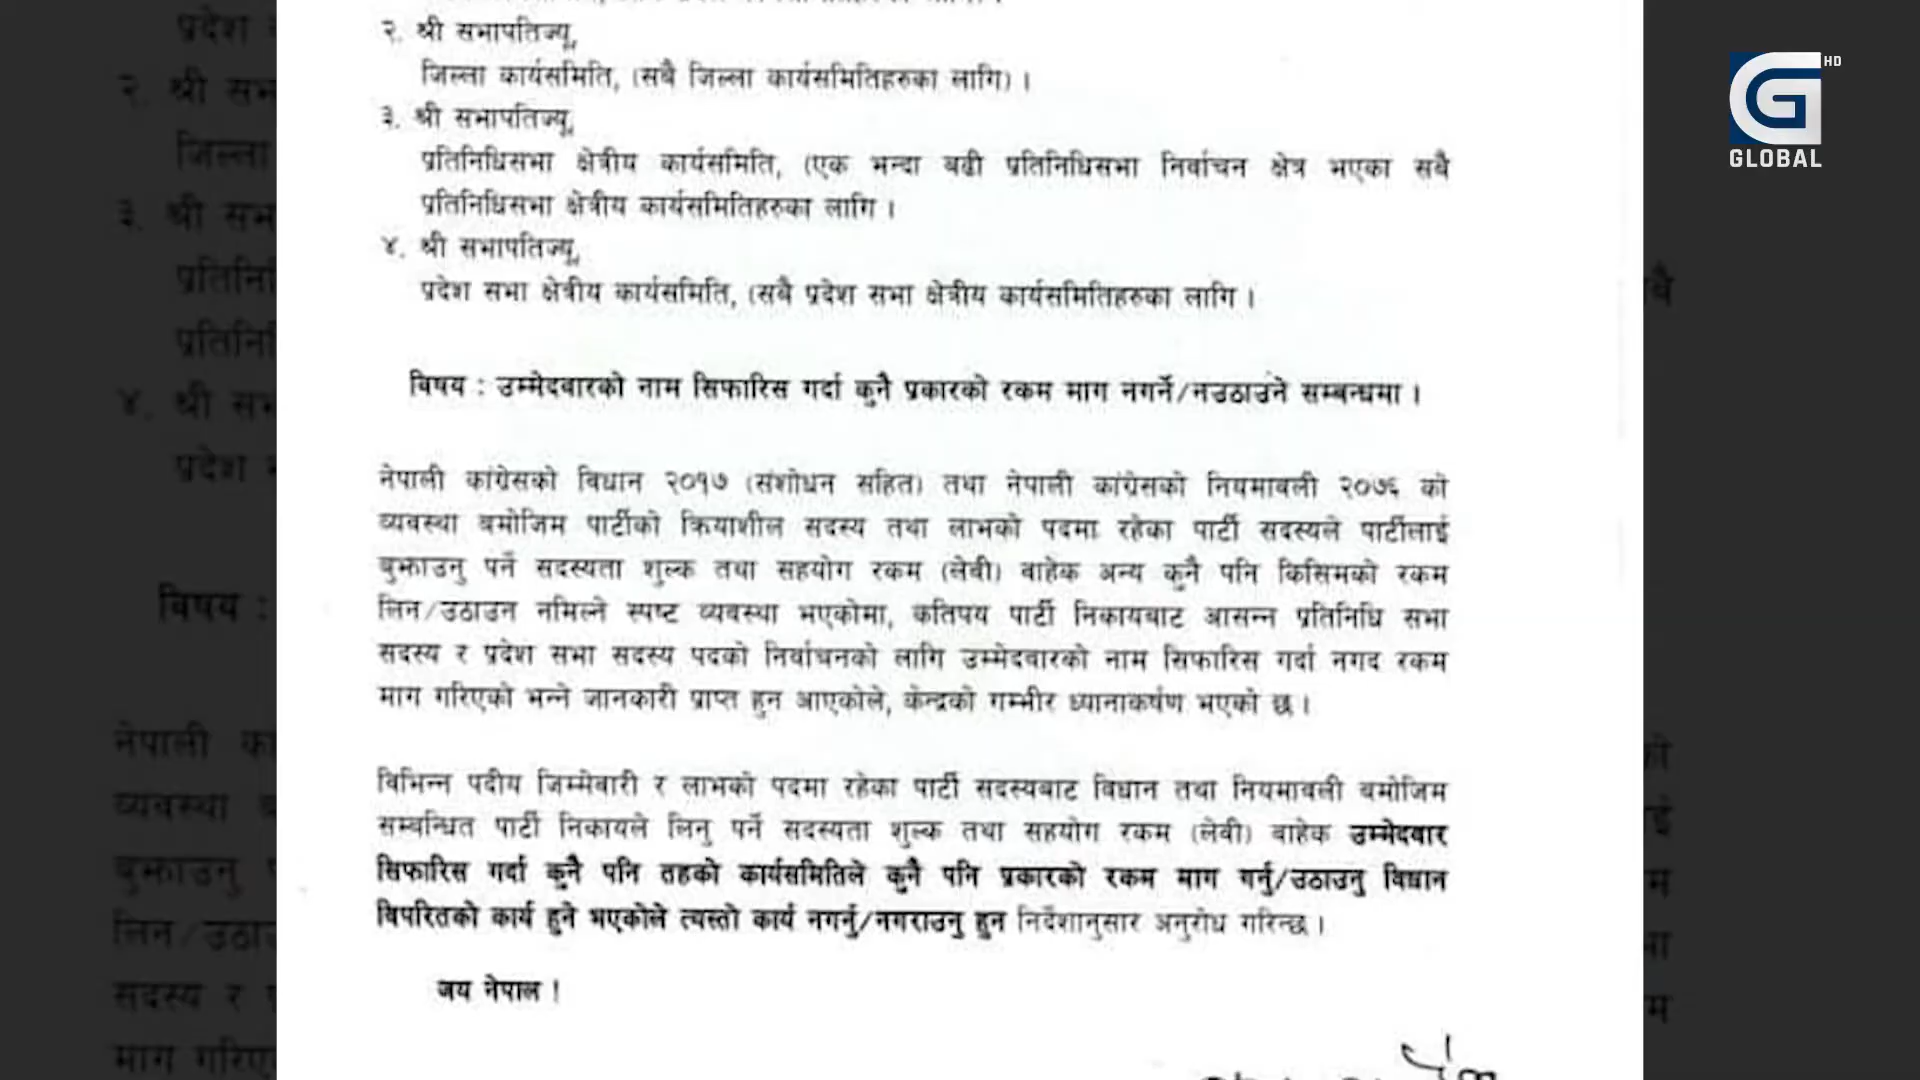 २. श्री सभापतिज्यू,
जिल्ला कार्यसमिति, (सबै जिल्ला कार्यसमितिहरुका लागि) ।
३. श्री सभापतिज्यू,
प्रतिनिधिसभा क्षेत्रीय कार्यसमिति, (एक भन्दा बढी प्रतिनिधिसभा निर्वाचन क्षेत्र भएका सबै
प्रतिनिधिसभा क्षेत्रीय कार्यसमितिहरुका लागि ।
४. श्री सभापतिज्यू,
प्रदेश सभा क्षेत्रीय कार्यसमिति, (सबै प्रदेश सभा क्षेत्रीय कार्यसमितिहरुका लागि ।
विषय : उम्मेदवारको नाम सिफारिस गर्दा कुनै प्रकारको रकम माग नगर्ने/नउठाउने सम्बन्धमा ।
नेपाली कांग्रेसको विधान २०१७ (संशोधन सहित) तथा नेपाली कांग्रेसको नियमावली २०७६ को
व्यवस्था बमोजिम पार्टीको क्रियाशील सदस्य तथा लाभको पदमा रहेका पार्टी सदस्यले पार्टीलाई
बुझाउनु पर्ने सदस्यता शुल्क तथा सहयोग रकम (लेवी) बाहेक अन्य कुनै पनि किसिमको रकम
लिन/उठाउन नमिल्ने स्पष्ट व्यवस्था भएकोमा, कतिपय पार्टी निकायबाट आसन्न प्रतिनिधि सभा
सदस्य र प्रदेश सभा सदस्य पदको निर्वाचनको लागि उम्मेदवारको नाम सिफारिस गर्दा नगद रकम
माग गरिएको भन्ने जानकारी प्राप्त हुन आएकोले, केन्द्रको गम्भीर ध्यानाकर्षण भएको छ ।
विभिन्न पदीय जिम्मेवारी र लाभको पदमा रहेका पार्टी सदस्यबाट विधान तथा नियमावली बमोजिम
सम्बन्धित पार्टी निकायले लिनु पर्ने सदस्यता शुल्क तथा सहयोग रकम (लेवी) बाहेक उम्मेदवार
सिफारिस गर्दा कुनै पनि तहको कार्यसमितिले कुनै पनि प्रकारको रकम माग गर्नु/उठाउनु विधान
विपरितको कार्य हुने भएकोले त्यस्तो कार्य नगर्नु/नगराउनु हुन निर्देशानुसार अनुरोध गरिन्छ ।
जय नेपाल !
G HD
GLOBAL